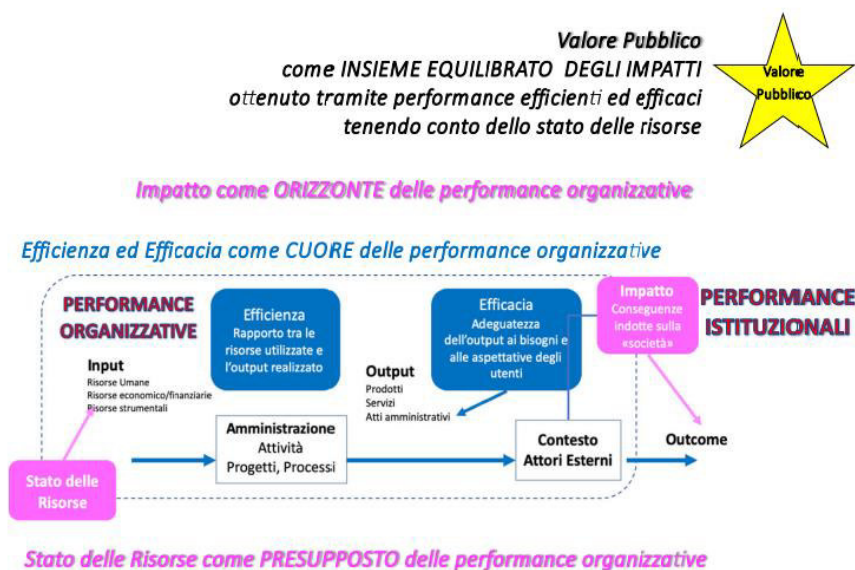 Valore Pubblico
come INSIEME EQUILIBRATO DEGLI IMPATTI
ottenuto tramite performance efficienti ed efficaci
tenendo conto dello stato delle risorse
Valore
Pubblico
Impatto come ORIZZONTE delle performance organizzative
Efficienza ed Efficacia come CUORE delle performance organizzative
PERFORMANCE
ORGANIZZATIVE
Efficienza
Rapporto tra le
risorse utilizzate e
l'output realizzato
Efficacia
Adeguatezza
dell'output ai bisogni e
alle aspettative degli
utenti
Impatto
Conseguenze
indotte sulla
«società»
PERFORMANCE
ISTITUZIONALI
Input
Risorse Umane
Risorse economico/finanziarie
Risorse strumentali
Output
Prodotti
Servizi
Atti amministrativi
Amministrazione
Attività
Progetti, Processi
Contesto
Attori Esterni
Outcome
Stato delle
Risorse
Stato delle Risorse come PRESUPPOSTO delle performance organizzative